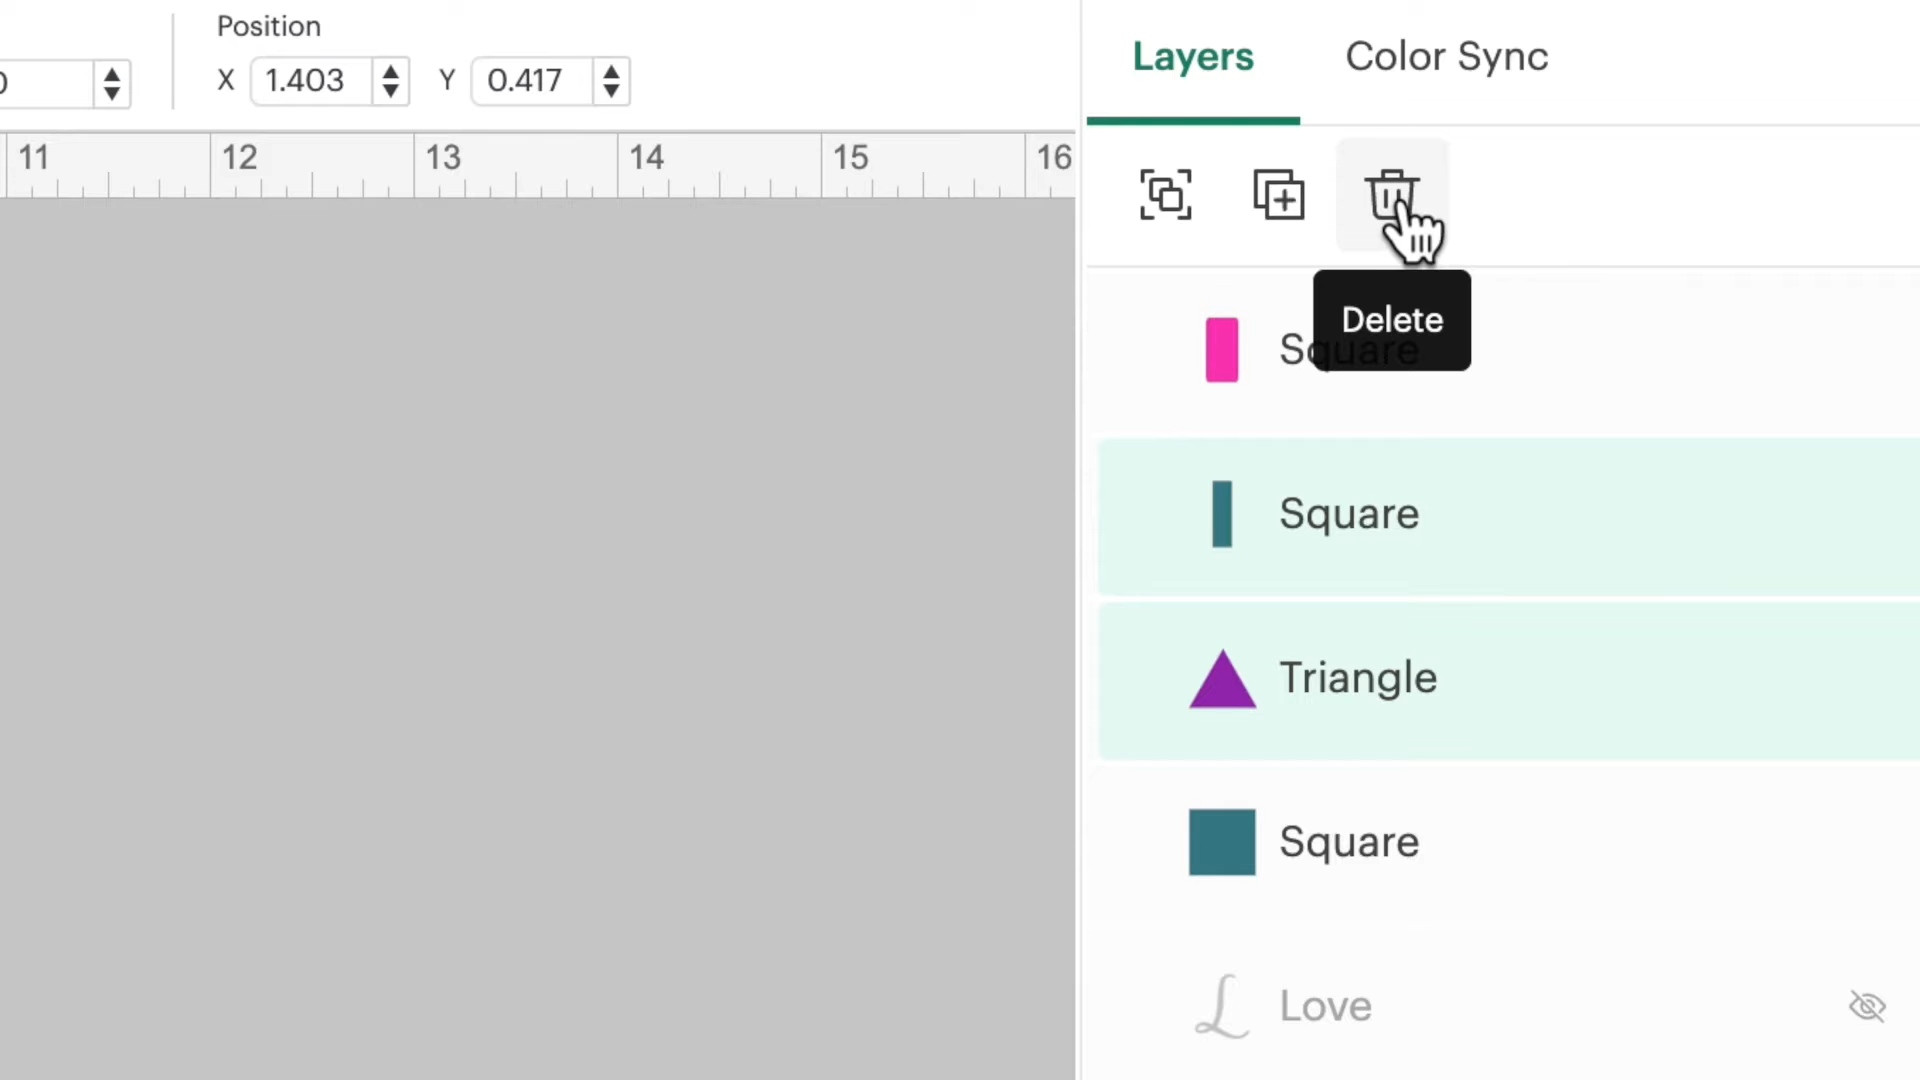 Position
X 1.403 Y 0.417
Layers Color Sync
11 12 13 14 15 16
Delete
Square
Square
Triangle
Square
L Love